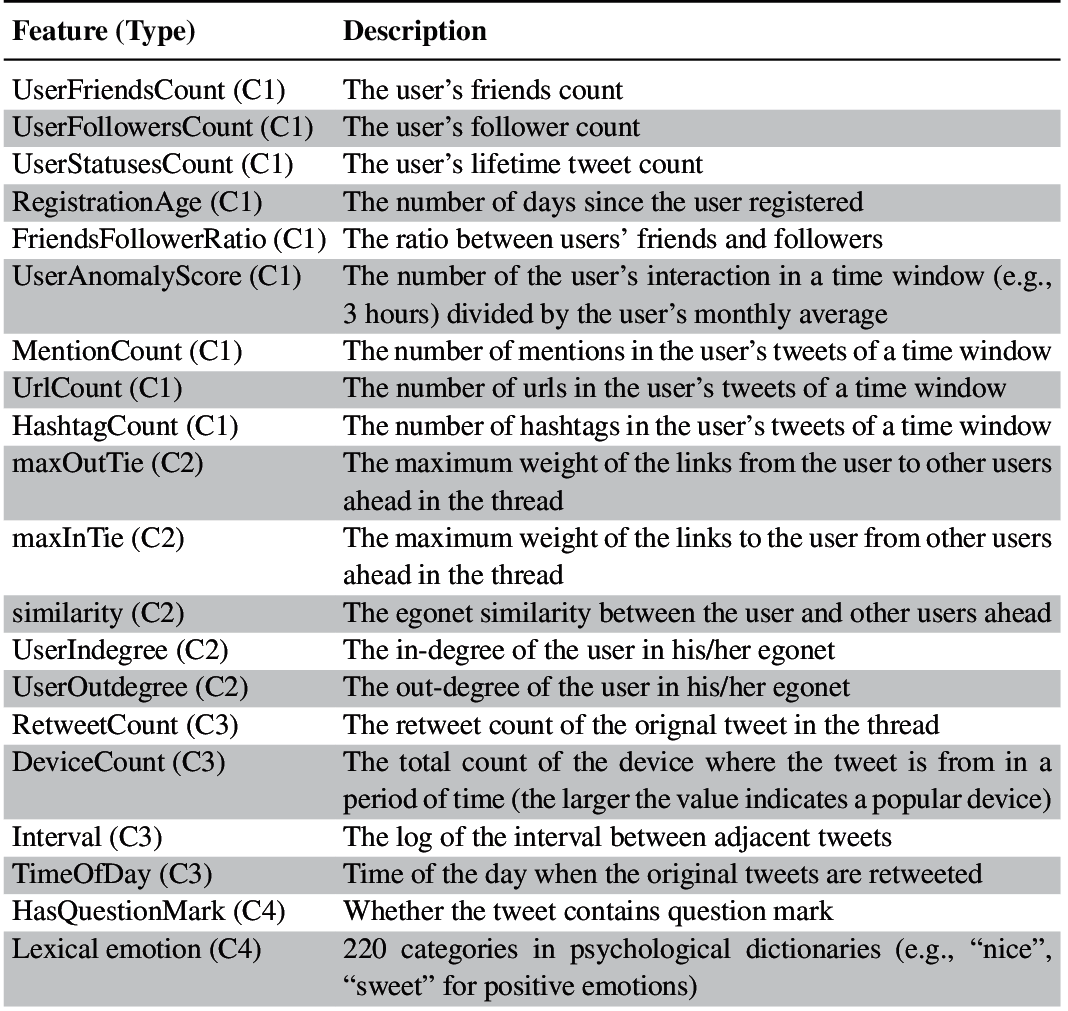 Feature (Type) Description
UserFriendsCount (C1) The user’s friends count
UserFollowersCount (C1) The user’s follower count
UserStatusesCount (C1) The user’s lifetime tweet count
RegistrationAge (C1) The number of days since the user registered
FriendsFollowerRatio (C1) The ratio between users’ friends and followers
UserAnomalyScore (C1) The number of the user’s interaction in a time window (e.g.,
3 hours) divided by the user’s monthly average
MentionCount (C1) The number of mentions in the user’s tweets of a time window
UrlCount (C1) The number of urls in the user’s tweets of a time window
HashtagCount (C1) The number of hashtags in the user’s tweets of a time window
maxOutTie (C2) The maximum weight of the links from the user to other users
ahead in the thread
maxInTie (C2) The maximum weight of the links to the user from other users
ahead in the thread
similarity (C2) The egonet similarity between the user and other users ahead
UserIndegree (C2) The in-degree of the user in his/her egonet
UserOutdegree (C2) The out-degree of the user in his/her egonet
RetweetCount (C3) The retweet count of the orignal tweet in the thread
DeviceCount (C3) The total count of the device where the tweet is from in a
period of time (the larger the value indicates a popular device)
Interval (C3) The log of the interval between adjacent tweets
TimeOfDay (C3) Time of the day when the original tweets are retweeted
HasQuestionMark (C4) Whether the tweet contains question mark
Lexical emotion (C4) 220 categories in psychological dictionaries (e.g., “nice”,
“sweet” for positive emotions)